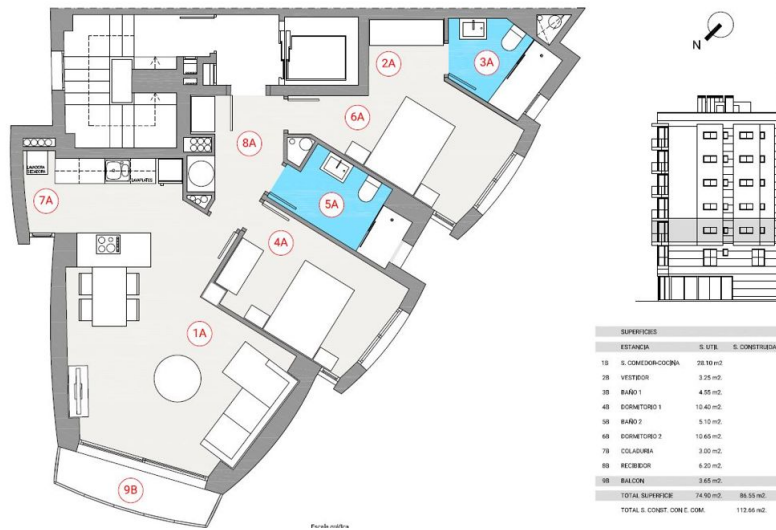 2A
3A
N
6A
8A
5A
LAVADORA
SECADORA
LAVAPLATOS
7A
4A
1A
9B
Escala gráfica
SUPERFICIES
ESTANCIA S. UTIL S. CONSTRUIDA
1B S. COMEDOR-COCINA 28.10 m2.
2B VESTIDOR 3.25 m2.
3B BAÑO 1 4.55 m2.
4B DORMITORIO 1 10.40 m2.
5B BAÑO 2 5.10 m2.
6B DORMITORIO 2 10.65 m2.
7B COLADURIA 3.00 m2.
8B RECIBIDOR 6.20 m2.
9B BALCON 3.65 m2.
TOTAL SUPERFICIE 74.90 m2. 86.55 m2.
TOTAL S. CONST. CON E. COM. 112.66 m2.